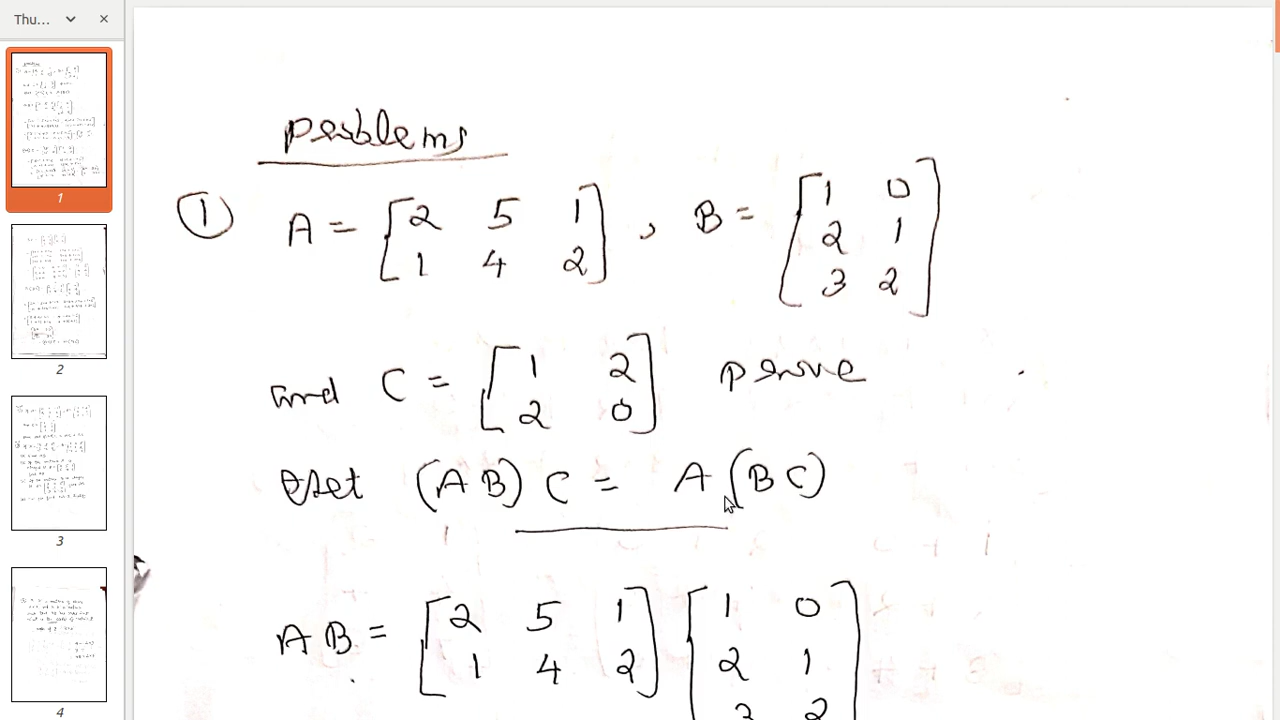 Thu...
1
2
3
4
problems
① A = [2 5 1
1 4 2], B = [1 0
2 1
3 2]
and C = [1 2
2 0] prove
that (AB) C = A (BC)
AB = [2 5 1
1 4 2] [1 0
2 1
3 2]